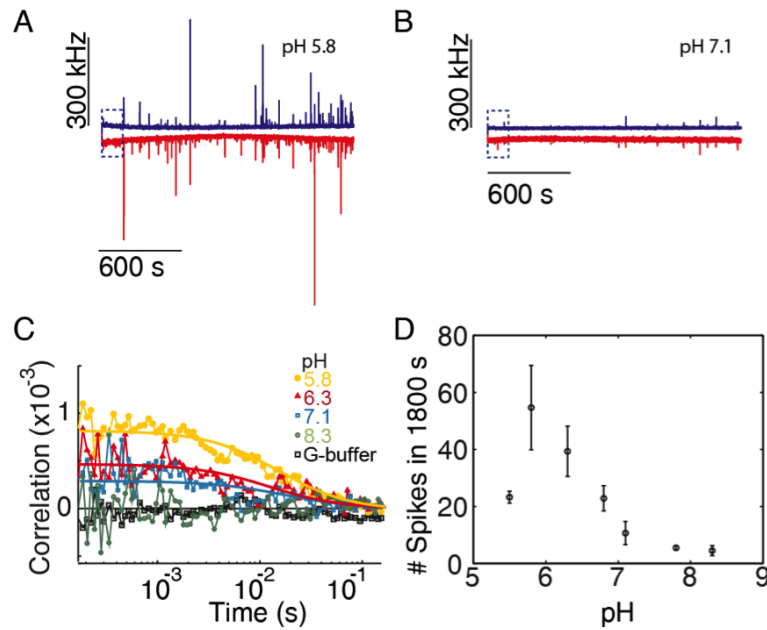 A
pH 5.8
300 kHz
600 s
B
pH 7.1
300 kHz
600 s
C
Correlation (x10⁻³)
1
0
pH
5.8
6.3
7.1
8.3
G-buffer
10⁻³
10⁻²
10⁻¹
Time (s)
D
# Spikes in 1800 s
80
60
40
20
0
5
6
7
8
9
pH